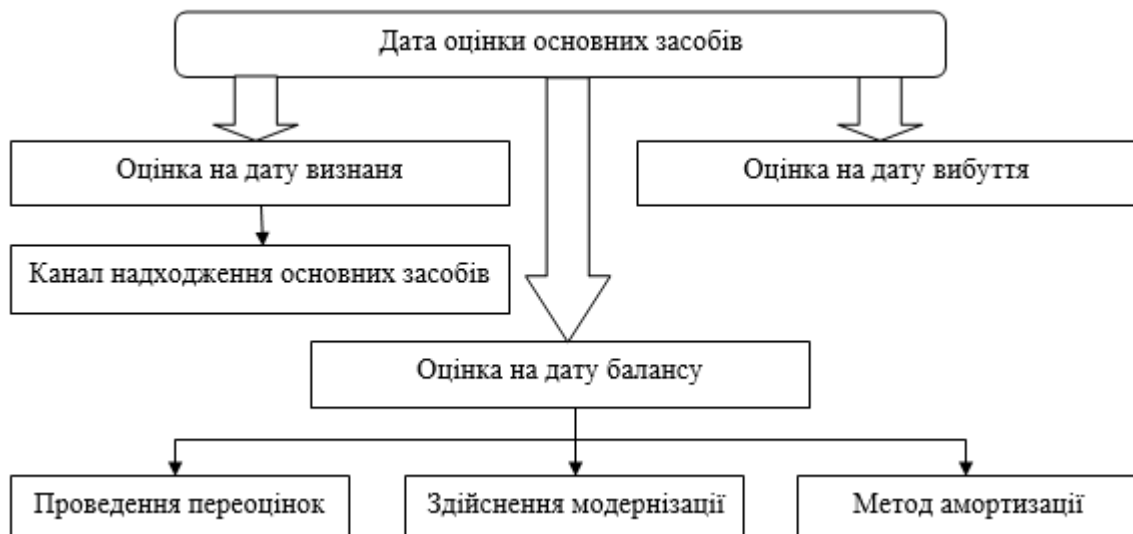 Дата оцінки основних засобів
Оцінка на дату визнаня
Оцінка на дату вибуття
Канал надходження основних засобів
Оцінка на дату балансу
Проведення переоцінок
Здійснення модернізації
Метод амортизації